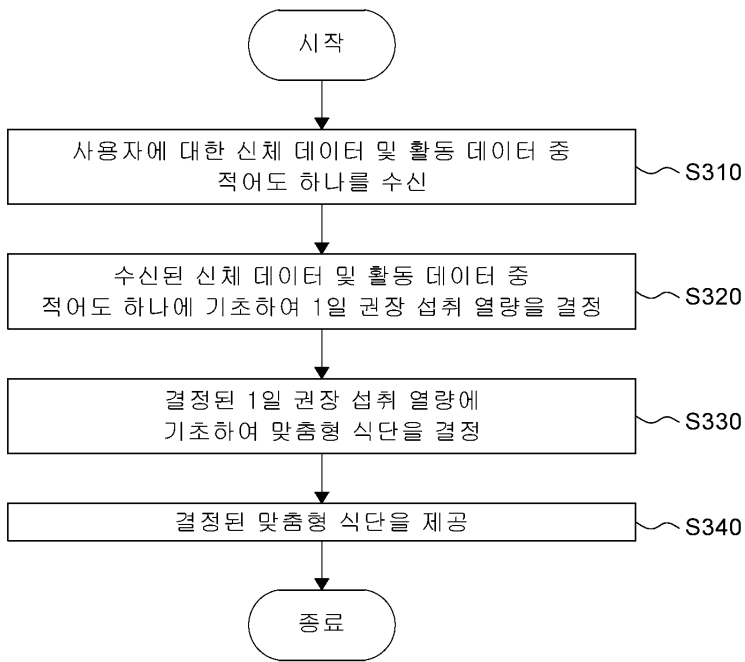 시작
사용자에 대한 신체 데이터 및 활동 데이터 중
적어도 하나를 수신
S310
수신된 신체 데이터 및 활동 데이터 중
적어도 하나에 기초하여 1일 권장 섭취 열량을 결정
S320
결정된 1일 권장 섭취 열량에
기초하여 맞춤형 식단을 결정
S330
결정된 맞춤형 식단을 제공
S340
종료